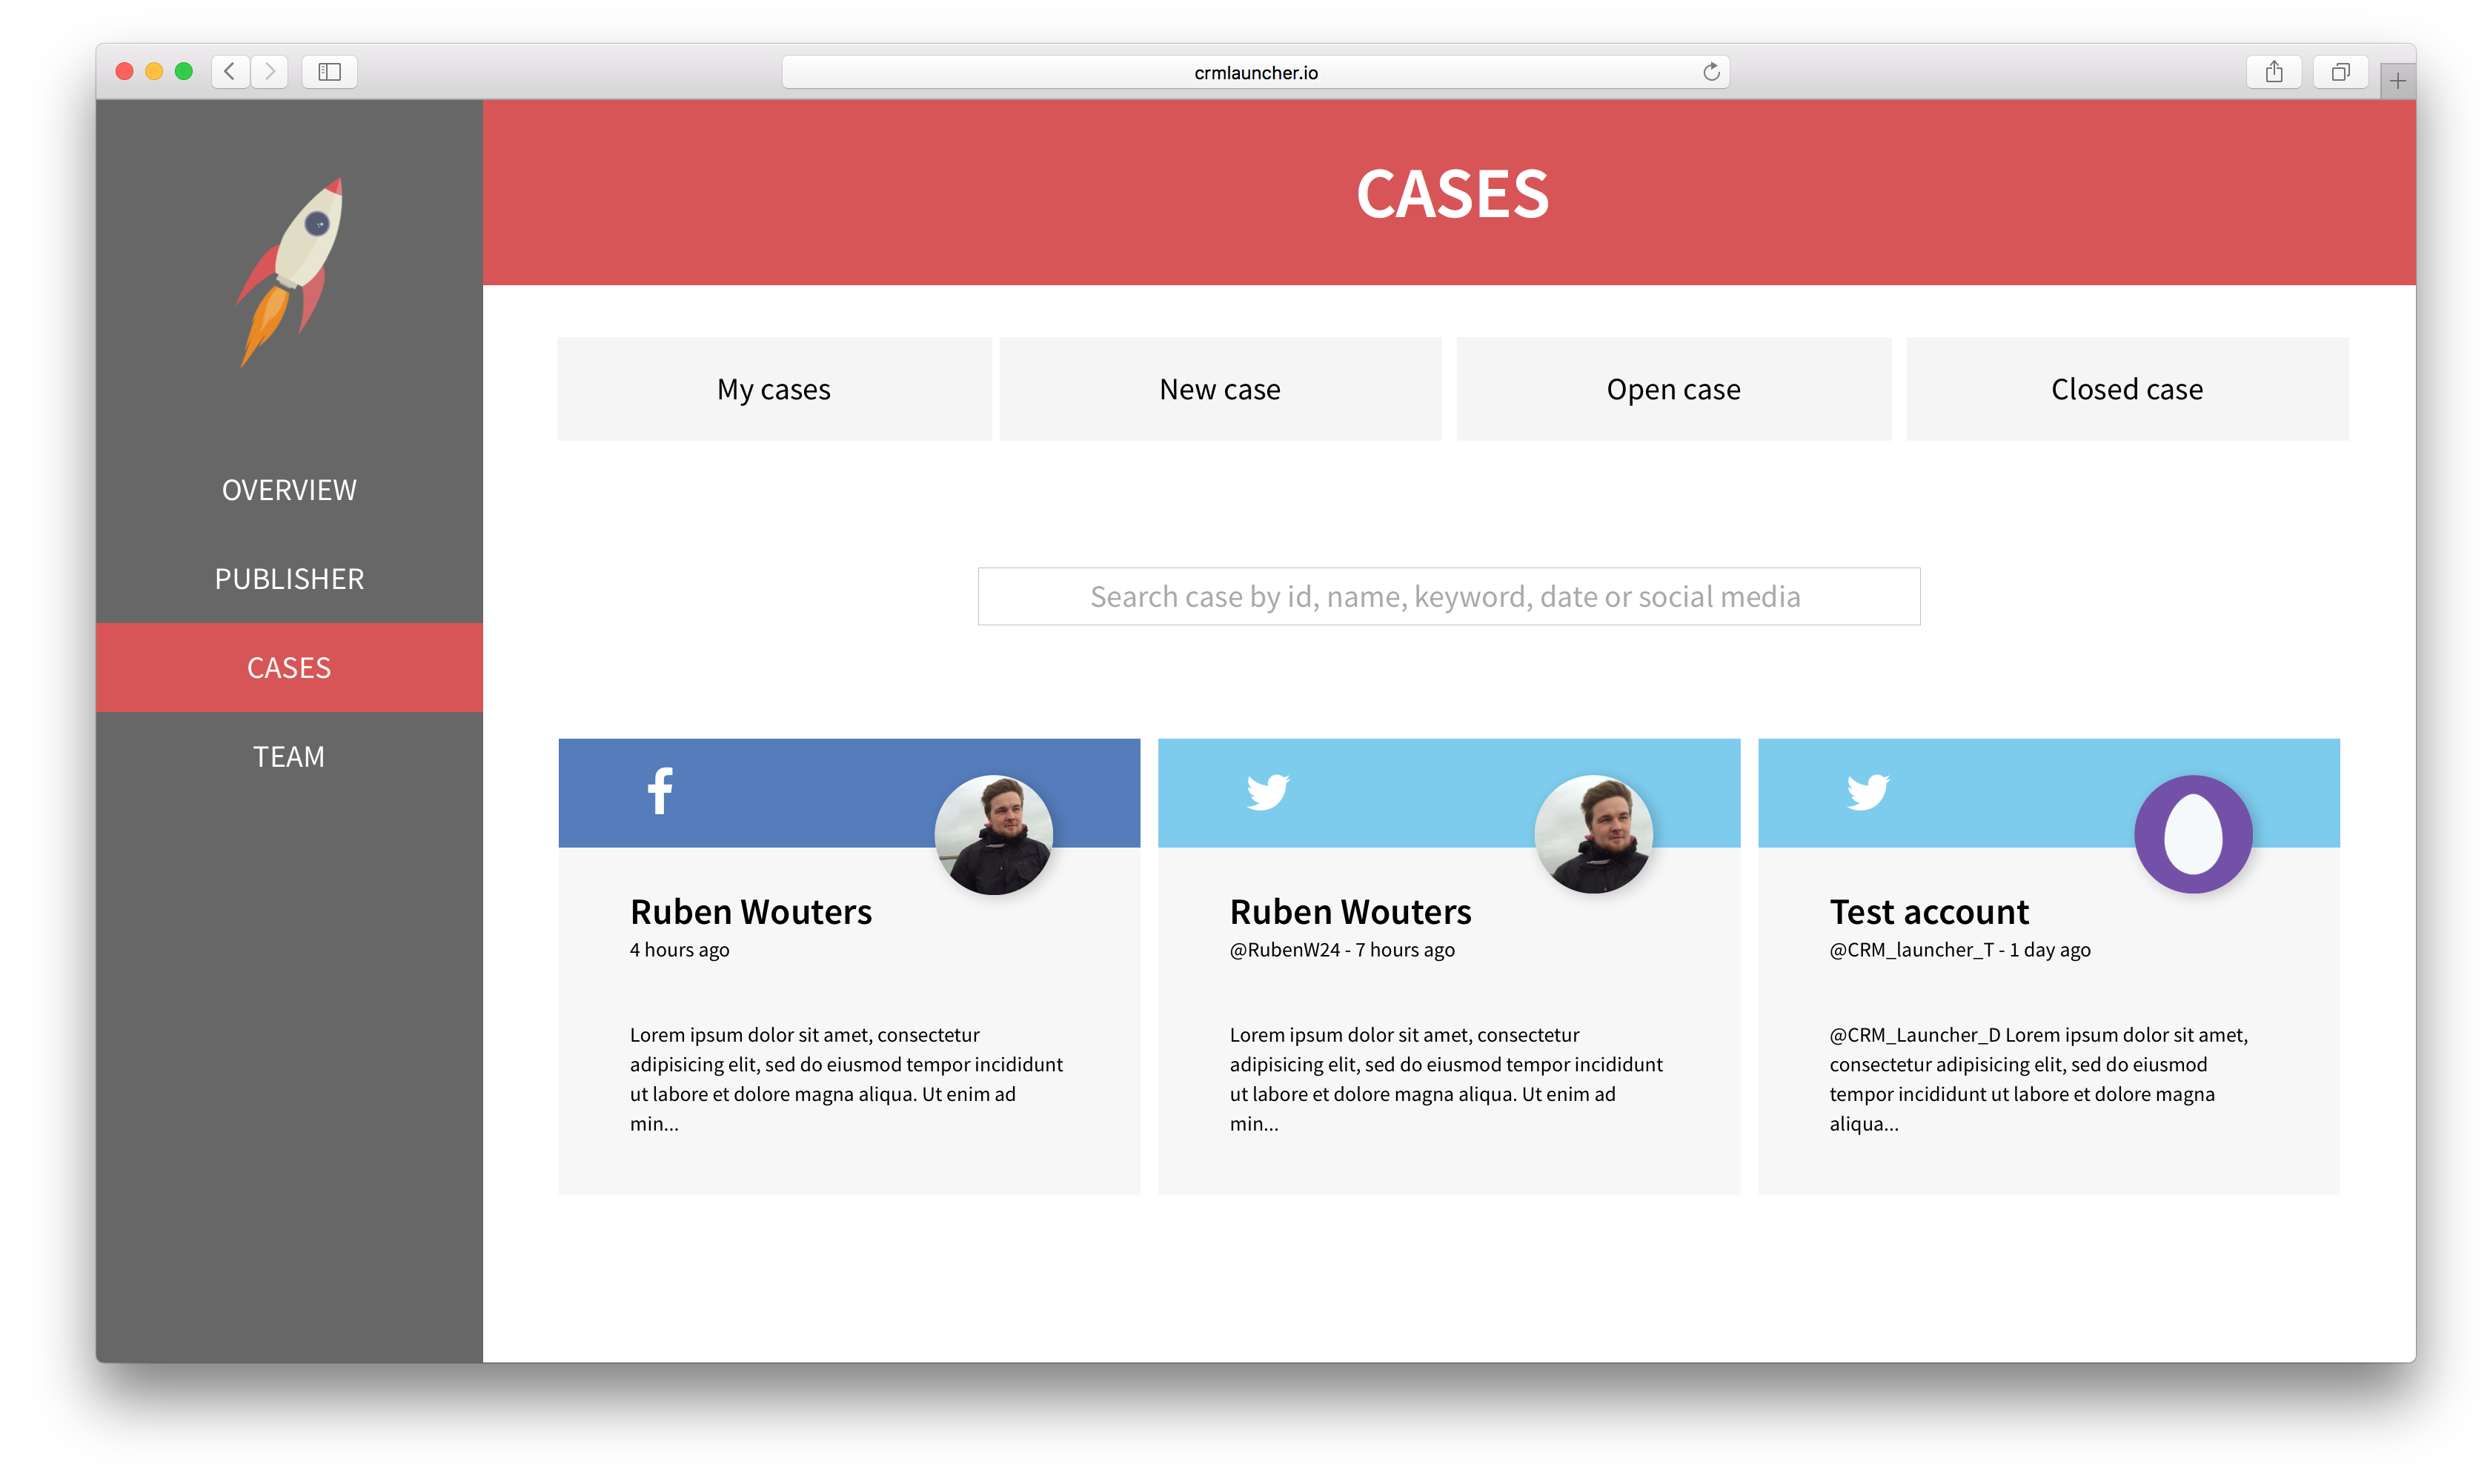 crmlauncher.io
CASES
My cases
New case
Open case
Closed case
OVERVIEW
PUBLISHER
CASES
TEAM
Search case by id, name, keyword, date or social media
Ruben Wouters
4 hours ago
Lorem ipsum dolor sit amet, consectetur
adipisicing elit, sed do eiusmod tempor incididunt
ut labore et dolore magna aliqua. Ut enim ad
min...
Ruben Wouters
@RubenW24 - 7 hours ago
Lorem ipsum dolor sit amet, consectetur
adipisicing elit, sed do eiusmod tempor incididunt
ut labore et dolore magna aliqua. Ut enim ad
min...
Test account
@CRM_launcher_T - 1 day ago
@CRM_Launcher_D Lorem ipsum dolor sit amet,
consectetur adipisicing elit, sed do eiusmod
tempor incididunt ut labore et dolore magna
aliqua...